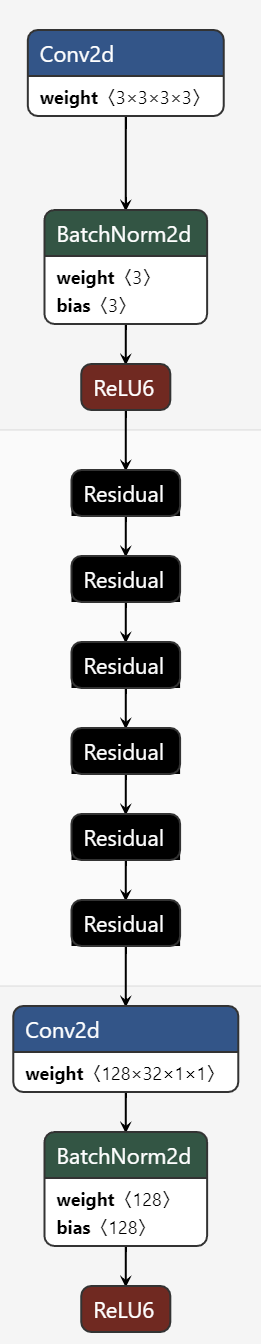 Conv2d
weight〈3×3×3×3〉
BatchNorm2d
weight〈3〉
bias〈3〉
ReLU6
Residual
Residual
Residual
Residual
Residual
Residual
Conv2d
weight〈128×32×1×1〉
BatchNorm2d
weight〈128〉
bias〈128〉
ReLU6